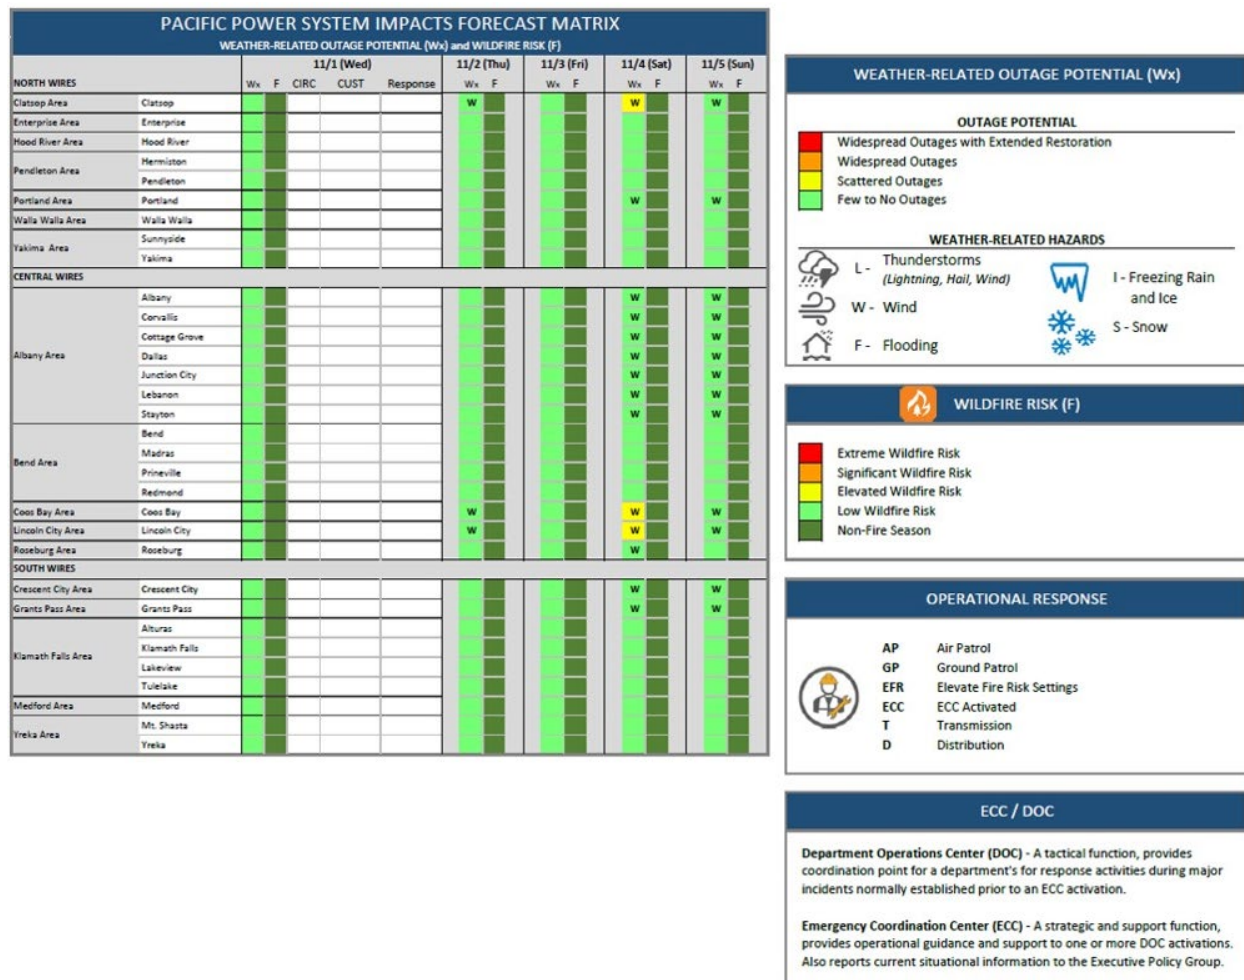 PACIFIC POWER SYSTEM IMPACTS FORECAST MATRIX
WEATHER-RELATED OUTAGE POTENTIAL (Wx) and WILDFIRE RISK (F)
11/1 (Wed) 11/2 (Thu) 11/3 (Fri) 11/4 (Sat) 11/5 (Sun)
NORTH WIRES Wx F CIRC CUST Response Wx F Wx F Wx F Wx F
Clatsop Area Clatsop W W W
Enterprise Area Enterprise
Hood River Area Hood River
Pendleton Area Hermiston
Pendleton
Portland Area Portland W W
Walla Walla Area Walla Walla
Yakima Area Sunnyside
Yakima
CENTRAL WIRES
Albany Area Albany W W
Corvallis W W
Cottage Grove W W
Dallas W W
Junction City W W
Lebanon W W
Stayton W W
Bend Area Bend
Madras
Prineville
Redmond
Coos Bay Area Coos Bay W W W
Lincoln City Area Lincoln City W W W
Roseburg Area Roseburg W
SOUTH WIRES
Crescent City Area Crescent City W W
Grants Pass Area Grants Pass W W
Klamath Falls Area Alturas
Klamath Falls
Lakeview
Tulelake
Medford Area Medford
Yreka Area Mt. Shasta
Yreka
WEATHER-RELATED OUTAGE POTENTIAL (Wx)
OUTAGE POTENTIAL
Widespread Outages with Extended Restoration
Widespread Outages
Scattered Outages
Few to No Outages
WEATHER-RELATED HAZARDS
L - Thunderstorms
(Lightning, Hail, Wind)
W - Wind
F - Flooding
I - Freezing Rain
and Ice
S - Snow
WILDFIRE RISK (F)
Extreme Wildfire Risk
Significant Wildfire Risk
Elevated Wildfire Risk
Low Wildfire Risk
Non-Fire Season
OPERATIONAL RESPONSE
AP Air Patrol
GP Ground Patrol
EFR Elevate Fire Risk Settings
ECC ECC Activated
T Transmission
D Distribution
ECC / DOC
Department Operations Center (DOC) - A tactical function, provides
coordination point for a department's for response activities during major
incidents normally established prior to an ECC activation.
Emergency Coordination Center (ECC) - A strategic and support function,
provides operational guidance and support to one or more DOC activations.
Also reports current situational information to the Executive Policy Group.